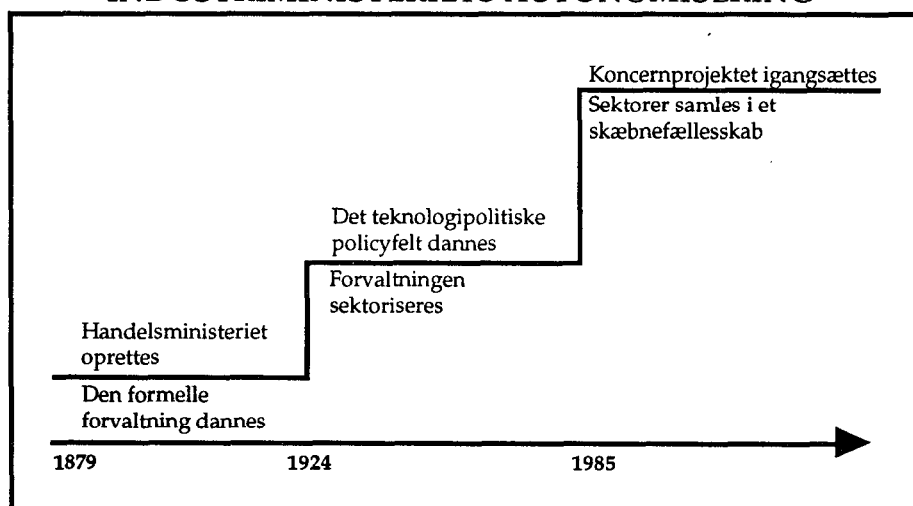 Koncernprojektet igangsættes
Sektorer samles i et
skæbnefællesskab
Det teknologipolitiske
policyfelt dannes
Forvaltningen
sektoriseres
Handelsministeriet
oprettes
Den formelle
forvaltning dannes
1879 1924 1985